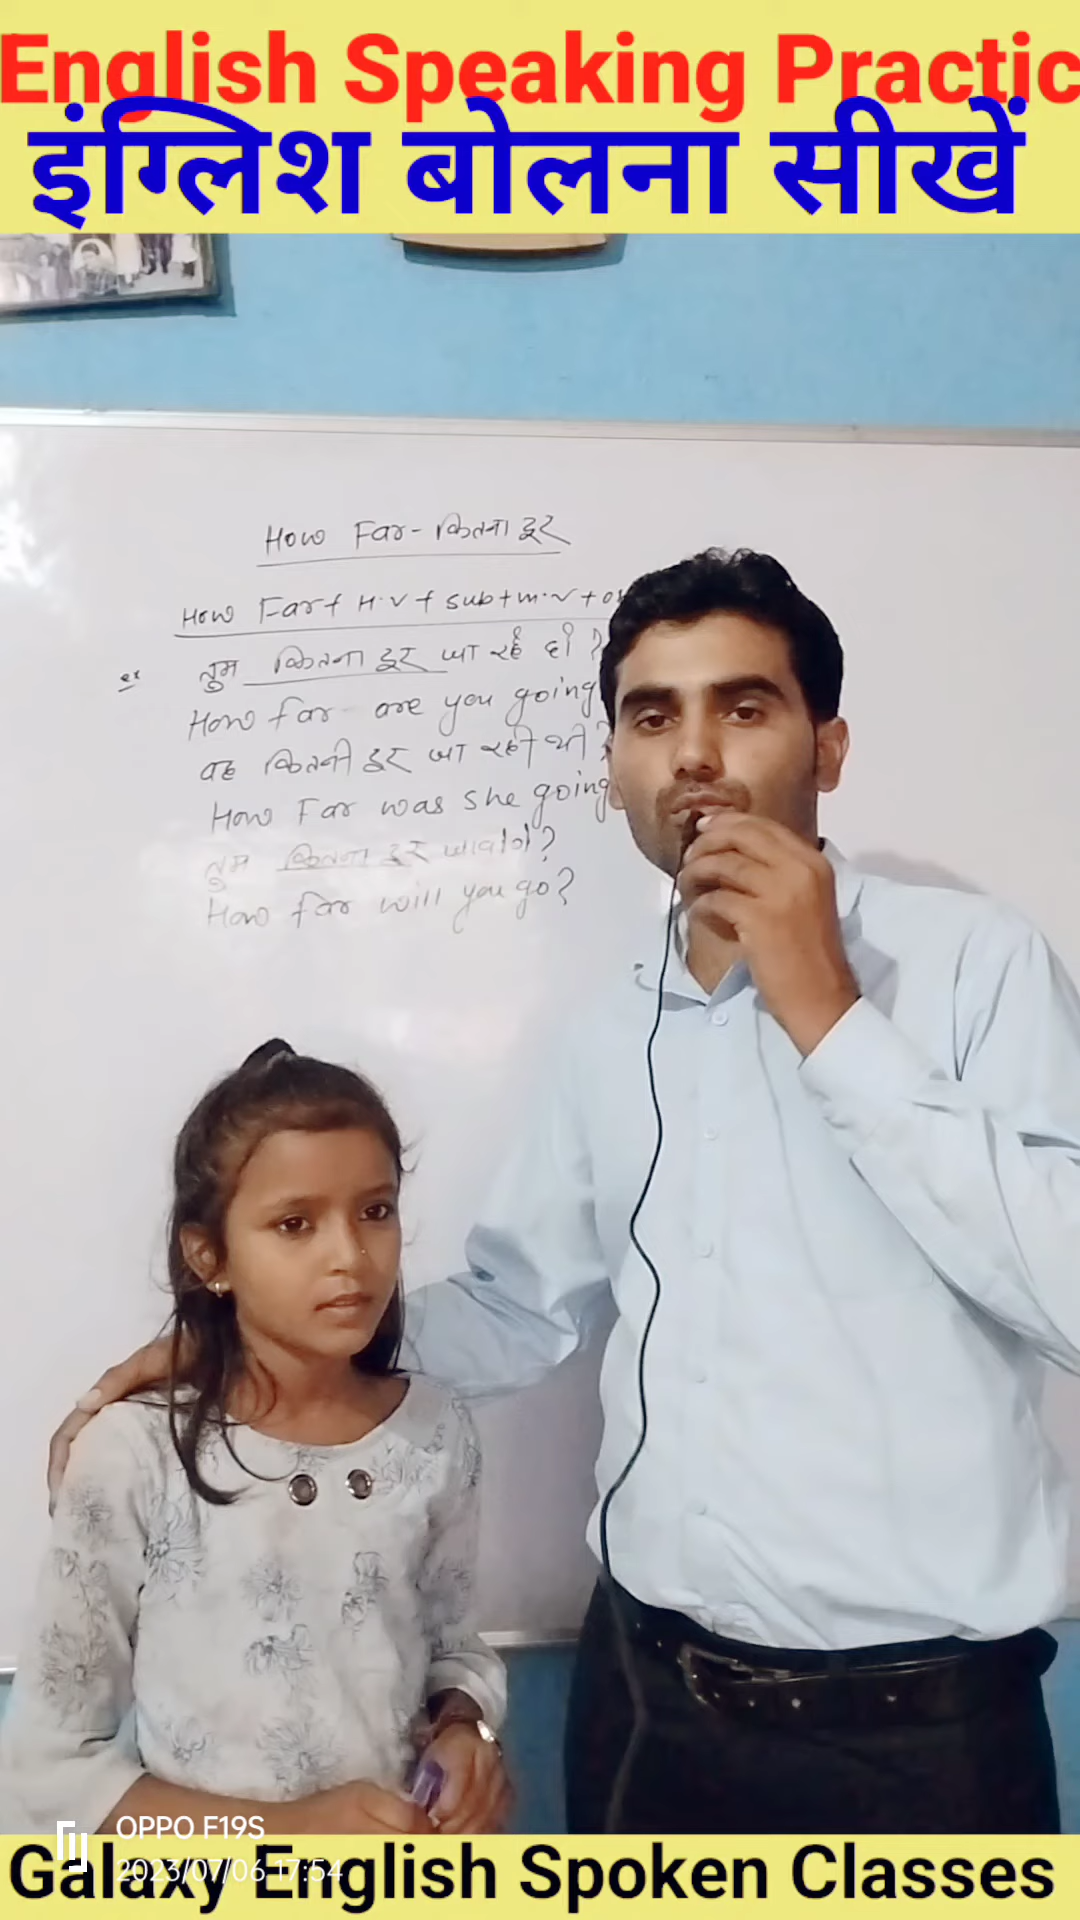 English Speaking Practic
इंग्लिश बोलना सीखें
How Far - कितना दूर
How Far + H.V + sub + m.v + o
ex तुम कितना दूर जा रहे हो ?
How far are you going
वह कितनी दूर जा रही थी ?
How Far was she going
तुम कितना दूर जाओगे ?
How far will you go?
OPPO F19S
2023/07/06 17:54
Galaxy English Spoken Classes